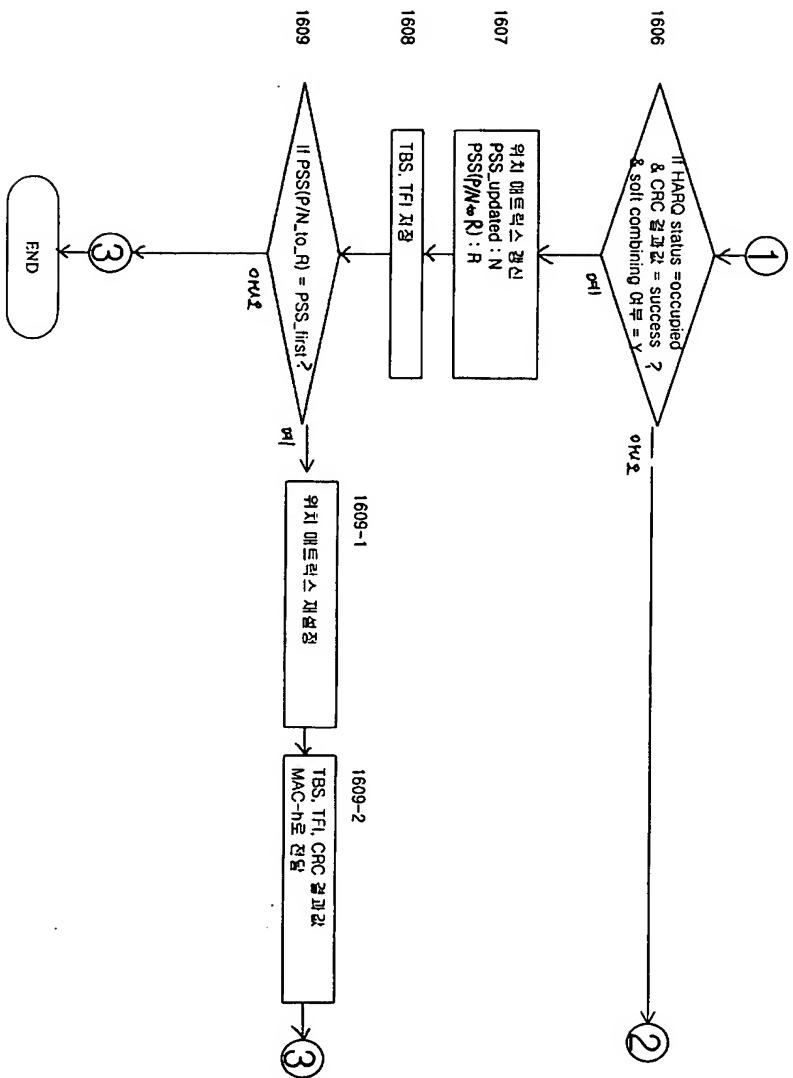 ①
1606
If HARQ status =occupied
& CRC 결과값 = success ?
& soft combining 여부 = Y
아니오
②
예
1607
위치 매트릭스 갱신
PSS_updated : N
PSS(P/N⇔R) : R
1608
TBS, TFI 저장
1609
If PSS(P/N_to_R) = PSS_first?
예
아니오
1609-1
위치 매트릭스 재설정
1609-2
TBS, TFI, CRC 결과값
MAC-h로 전달
③
③
END